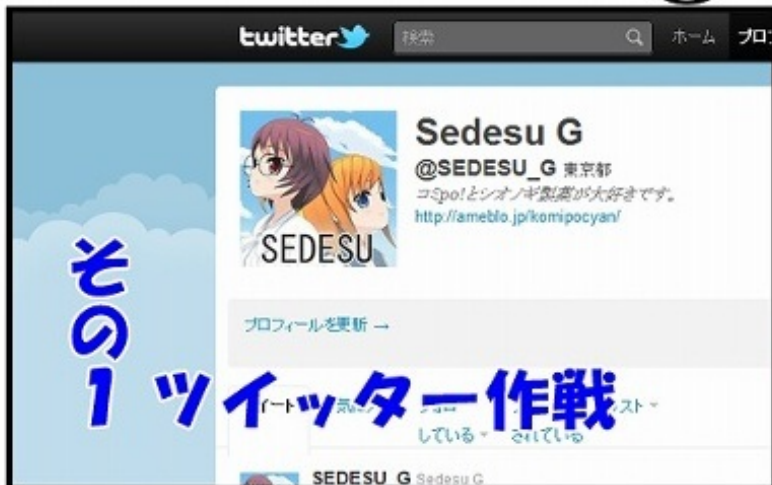 twitter 検索 ホーム プロ
Sedesu G
@SEDESU_G 東京都
コミpo!とシオノギ製薬が大好きです。
http://ameblo.jp/komipocyan/
SEDESU
プロフィールを更新 →
その1 ツイッター作戦
している されている
SEDESU_G Sedesu G